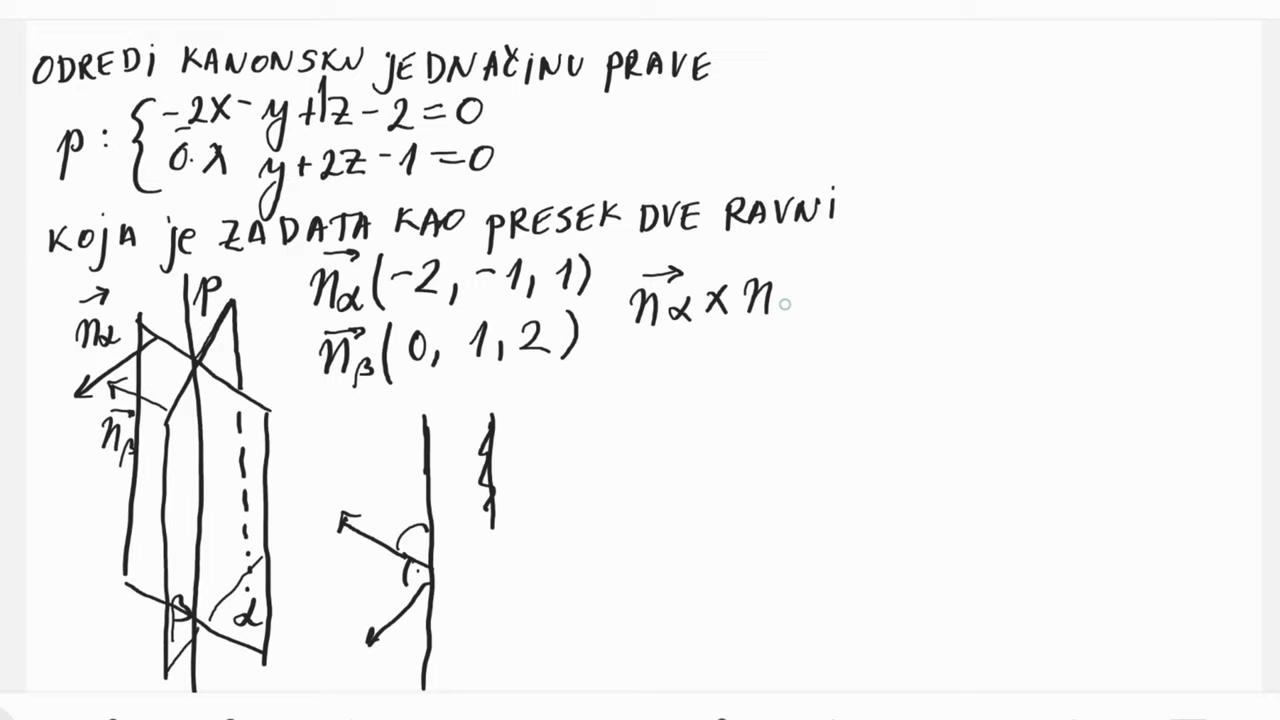 ODREDI KANONSKU JEDNAČINU PRAVE
p: { -2x - y + 1z - 2 = 0
0·x y + 2z - 1 = 0
KOJA je ZADATA KAO PRESEK DVE RAVNI
p
n⃗α(-2, -1, 1)
n⃗α × n
n⃗α
n⃗β(0, 1, 2)
n⃗β
β
α